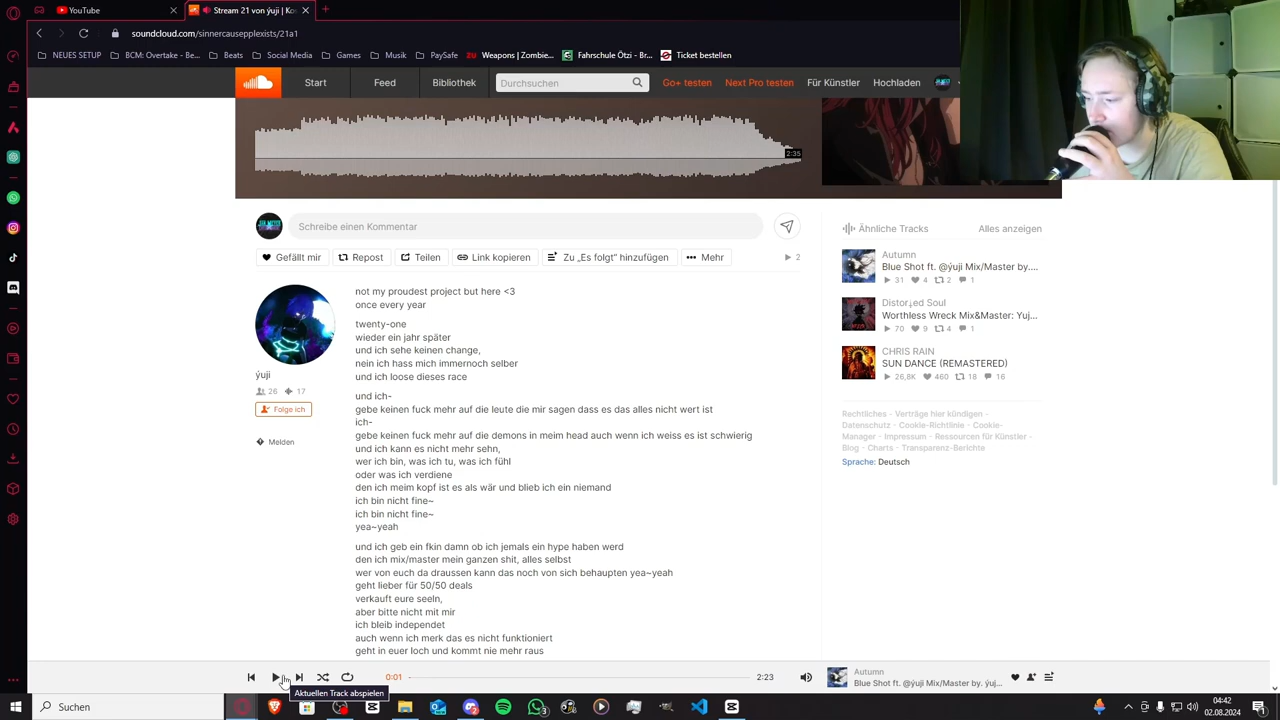 YouTube
Stream 21 von ýuji | Kos
soundcloud.com/sinnercausepplexists/21a1
NEUES SETUP
BCM: Overtake - Be...
Beats
Social Media
Games
Musik
PaySafe
Weapons | Zombie...
Fahrschule Ötzi - Br...
Ticket bestellen
Start
Feed
Bibliothek
Durchsuchen
Go+ testen
Next Pro testen
Für Künstler
Hochladen
2:35
Schreibe einen Kommentar
Gefällt mir
Repost
Teilen
Link kopieren
Zu „Es folgt" hinzufügen
Mehr
2
ýuji
26
17
Folge ich
Melden
not my proudest project but here <3
once every year
twenty-one
wieder ein jahr später
und ich sehe keinen change,
nein ich hass mich immernoch selber
und ich loose dieses race
und ich-
gebe keinen fuck mehr auf die leute die mir sagen dass es das alles nicht wert ist
ich-
gebe keinen fuck mehr auf die demons in meim head auch wenn ich weiss es ist schwierig
und ich kann es nicht mehr sehn,
wer ich bin, was ich tu, was ich fühl
oder was ich verdiene
den ich meim kopf ist es als wär und blieb ich ein niemand
ich bin nicht fine~
ich bin nicht fine~
yea~yeah
und ich geb ein fkin damn ob ich jemals ein hype haben werd
den ich mix/master mein ganzen shit, alles selbst
wer von euch da draussen kann das noch von sich behaupten yea~yeah
geht lieber für 50/50 deals
verkauft eure seeln,
aber bitte nicht mit mir
ich bleib independet
auch wenn ich merk das es nicht funktioniert
geht in euer loch und kommt nie mehr raus
Ähnliche Tracks
Alles anzeigen
Autumn
Blue Shot ft. @ýuji Mix/Master by....
31 4 2 1
Distor¿ed Soul
Worthless Wreck Mix&Master: Yuj...
70 9 4 1
CHRIS RAIN
SUN DANCE (REMASTERED)
26,8K 460 18 16
Rechtliches - Verträge hier kündigen -
Datenschutz - Cookie-Richtlinie - Cookie-
Manager - Impressum - Ressourcen für Künstler -
Blog - Charts - Transparenz-Berichte
Sprache: Deutsch
0:01
2:23
Autumn
Blue Shot ft. @ýuji Mix/Master by. ýuj...
Aktuellen Track abspielen
Suchen
3
04:42
02.08.2024